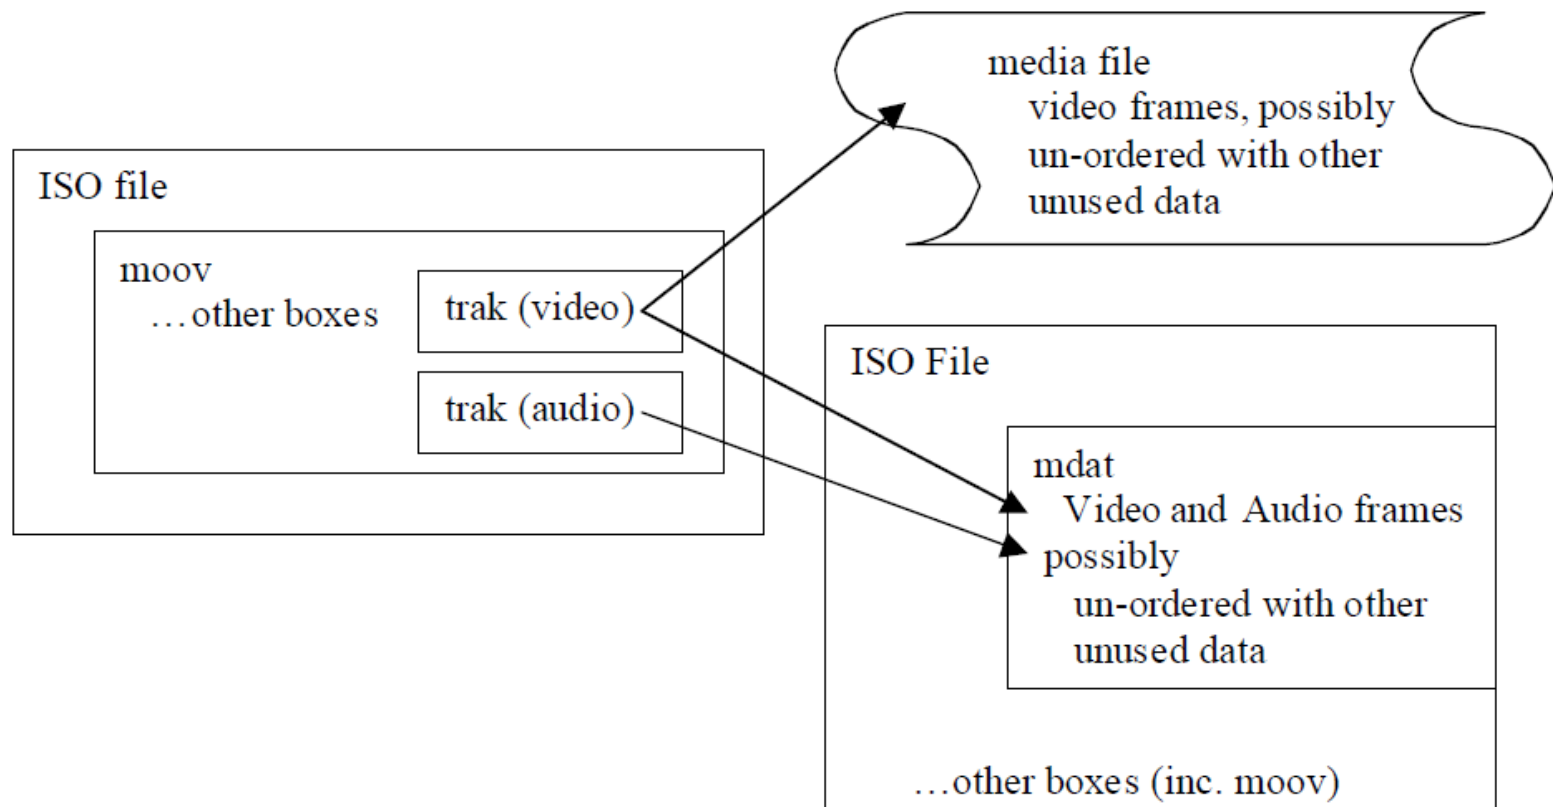 media file
video frames, possibly
un-ordered with other
unused data
ISO file
moov
…other boxes
trak (video)
trak (audio)
ISO File
mdat
Video and Audio frames
possibly
un-ordered with other
unused data
…other boxes (inc. moov)